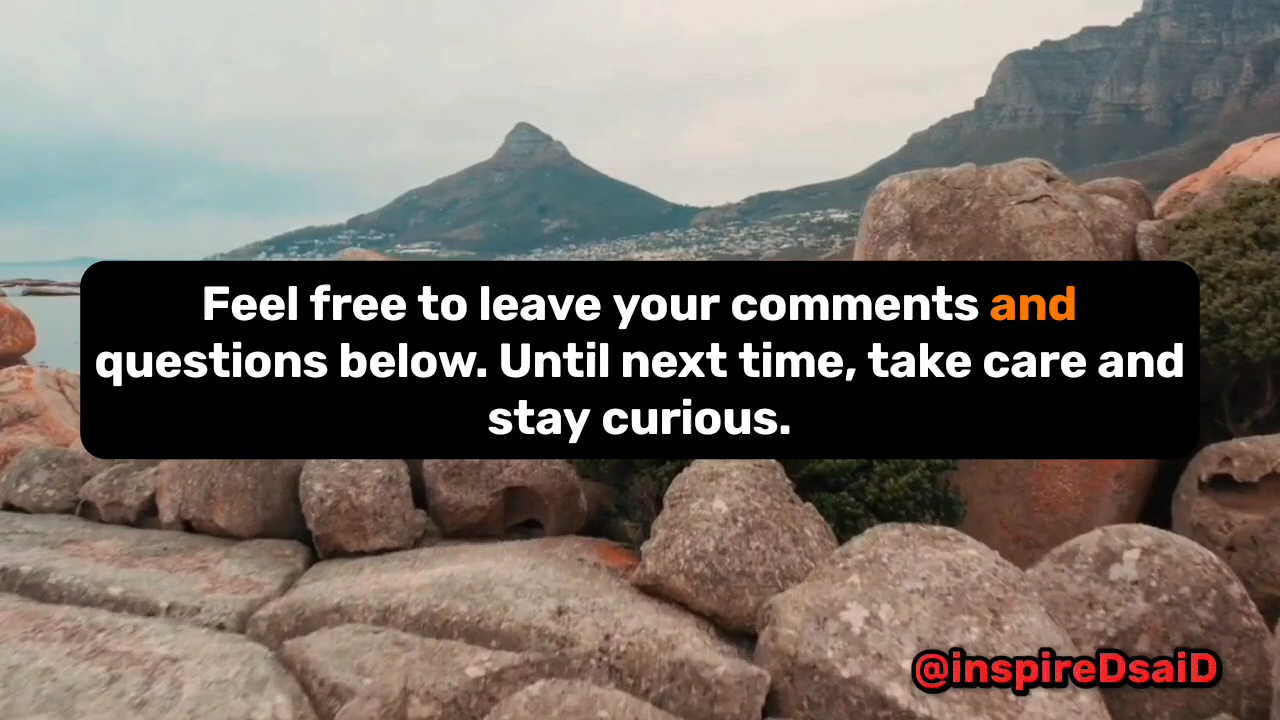 Feel free to leave your comments and
questions below. Until next time, take care and
stay curious.
@inspireDsaiD